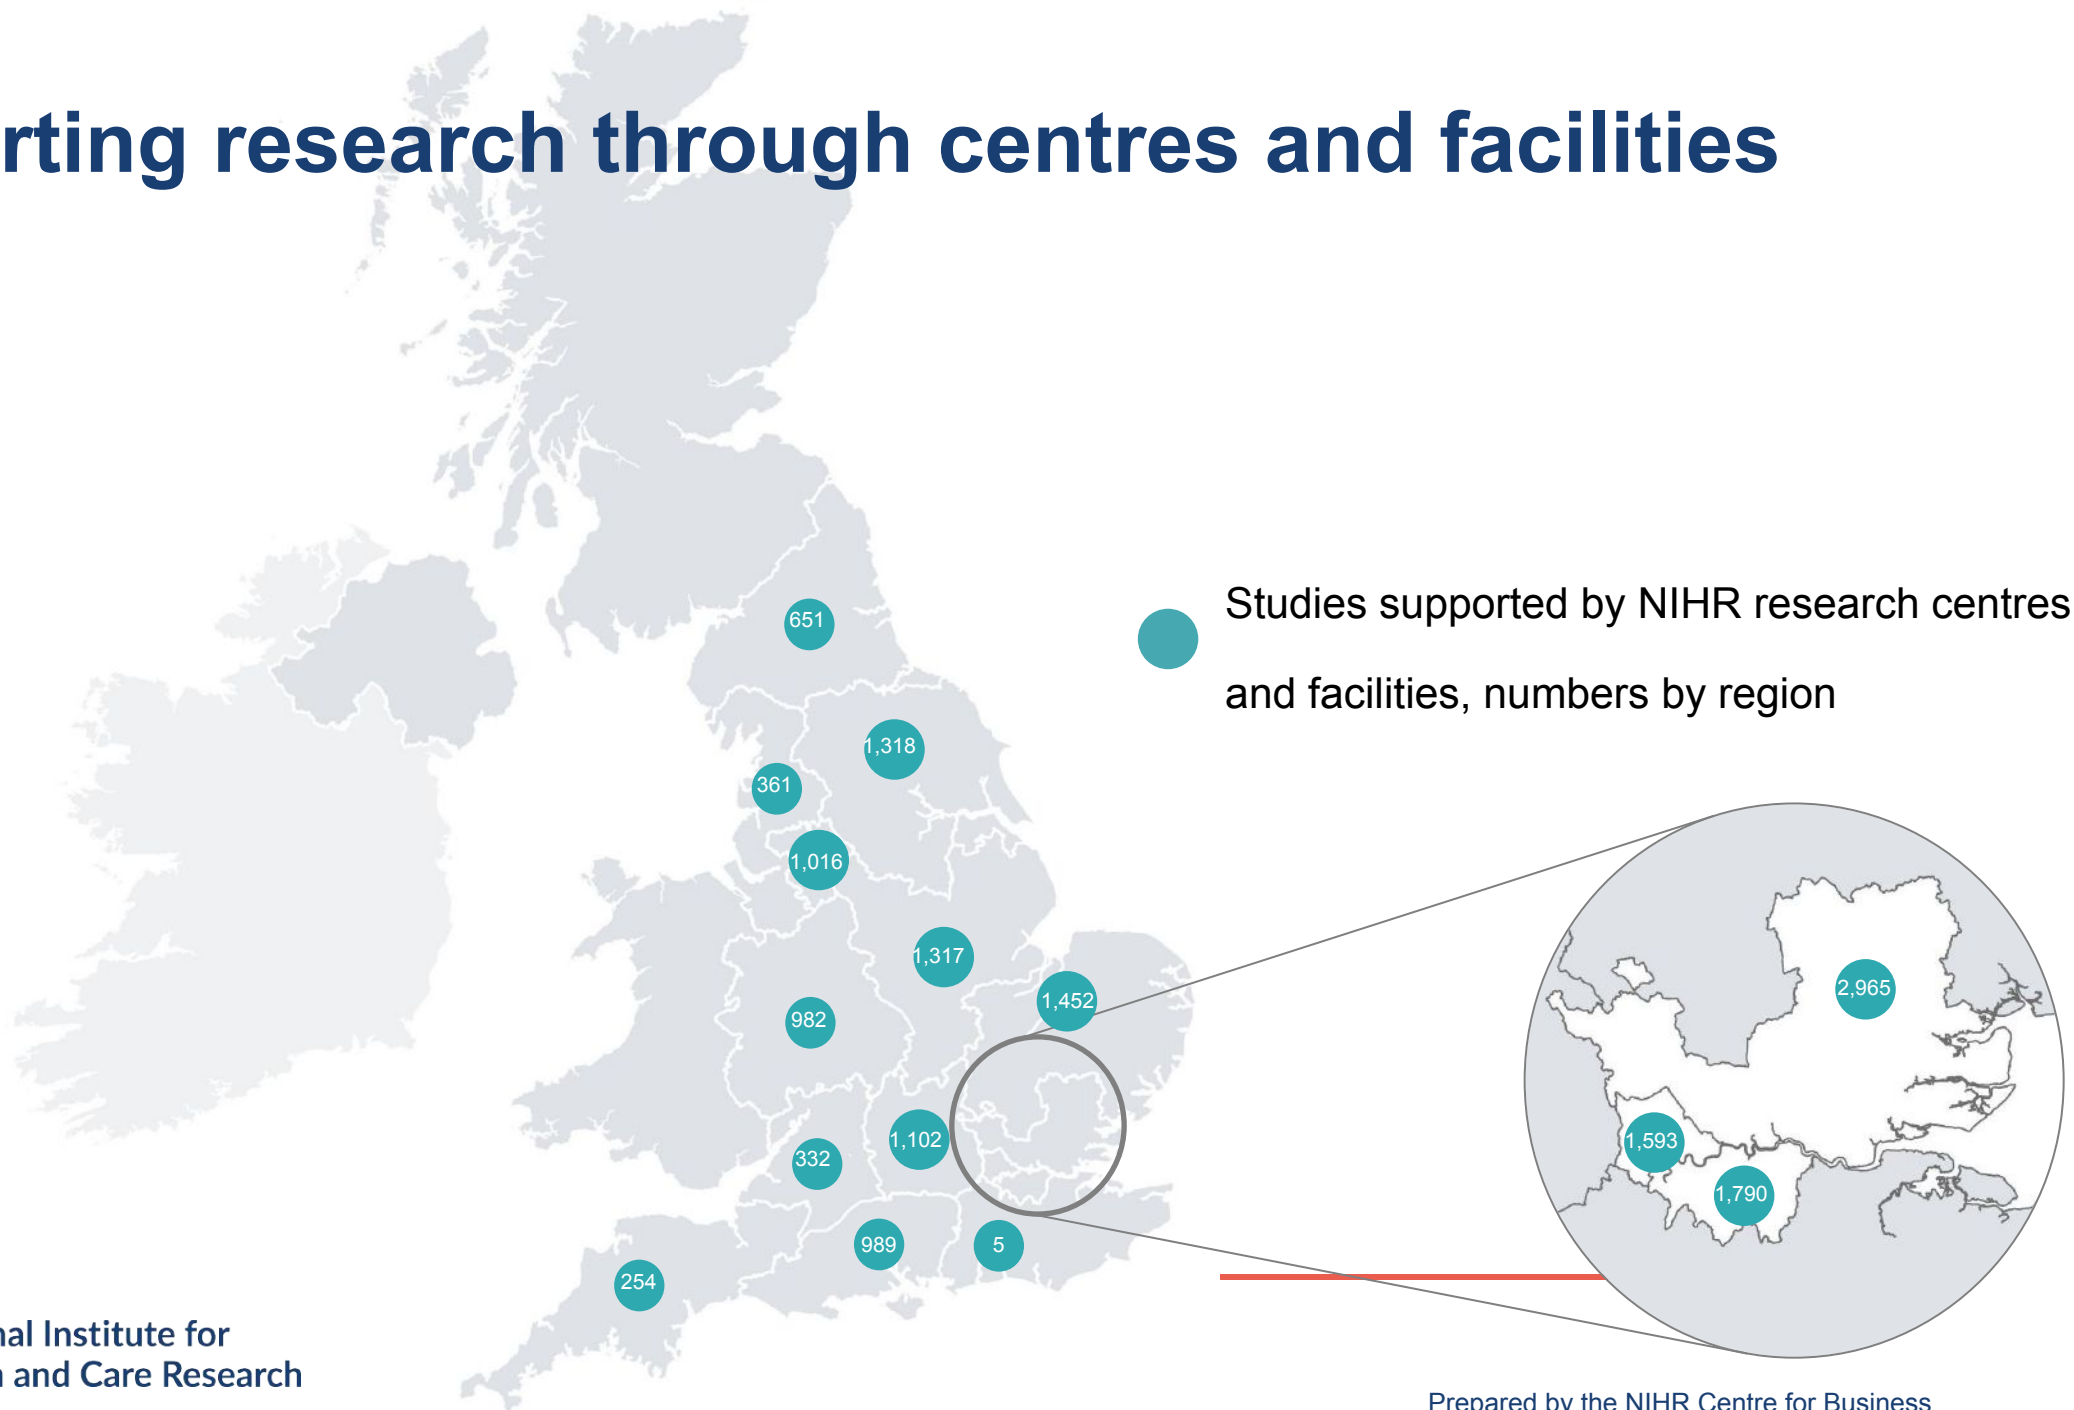 rting research through centres and facilities
651
Studies supported by NIHR research centres
and facilities, numbers by region
1,318
361
1,016
1,317
1,452
2,965
982
1,102
1,593
332
1,790
989
5
254
nal Institute for
and Care Research
Prepared by the NIHR Centre for Business